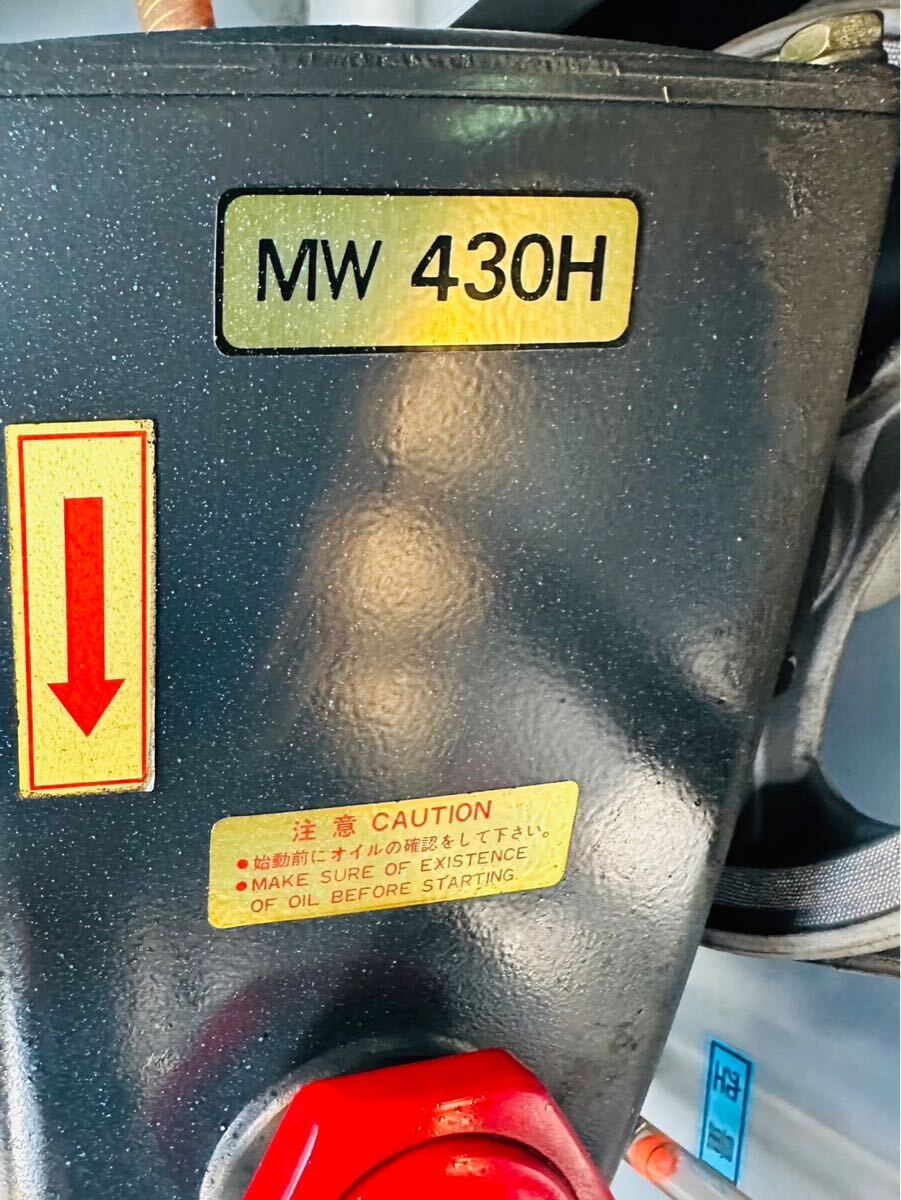 MW 430H
注意 CAUTION
●始動前にオイルの確認をして下さい。
●MAKE SURE OF EXISTENCE
OF OIL BEFORE STARTING.